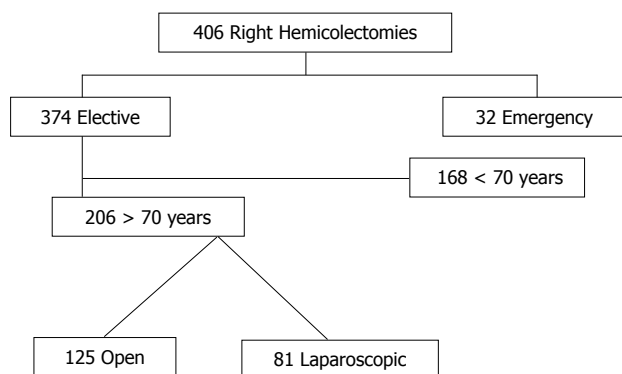 406 Right Hemicolectomies
374 Elective
32 Emergency
168 < 70 years
206 > 70 years
125 Open
81 Laparoscopic